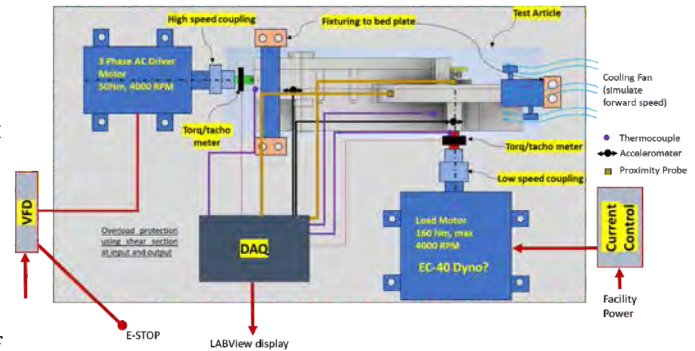 High speed coupling
Fixturing to bed plate
Test Article
3 Phase AC Driver
Motor
50Nm, 4000 RPM
Cooling Fan
(simulate
forward speed)
Torq/tacho
meter
Thermocouple
Accelerometer
Proximity Probe
Torq/tacho meter
Low speed coupling
VFD
Overload protection
using shear section
at input and output
DAQ
Load Motor
160 Nm, max
4000 RPM
EC-40 Dyno?
Current
Control
Facility
Power
E-STOP
LABView display